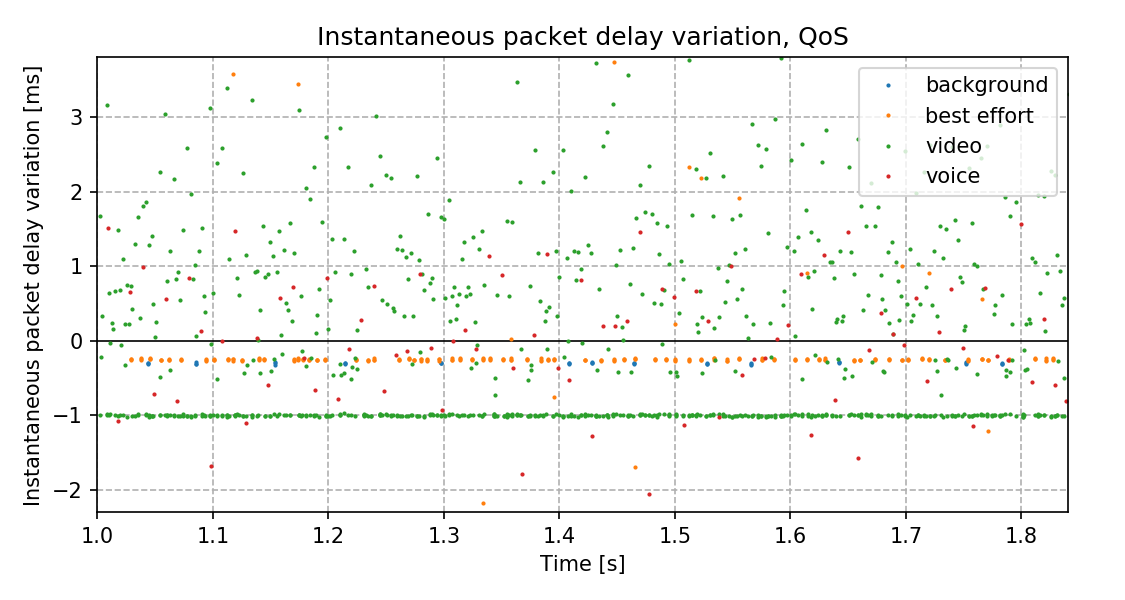 Instantaneous packet delay variation, QoS
Instantaneous packet delay variation [ms]
3
2
1
0
−1
−2
background
best effort
video
voice
1.0 1.1 1.2 1.3 1.4 1.5 1.6 1.7 1.8
Time [s]